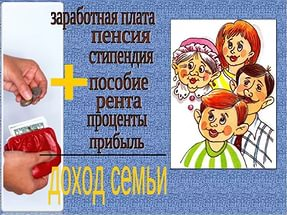 заработная плата
пенсия
стипендия
+
пособие
рента
проценты
прибыль
доход семьи